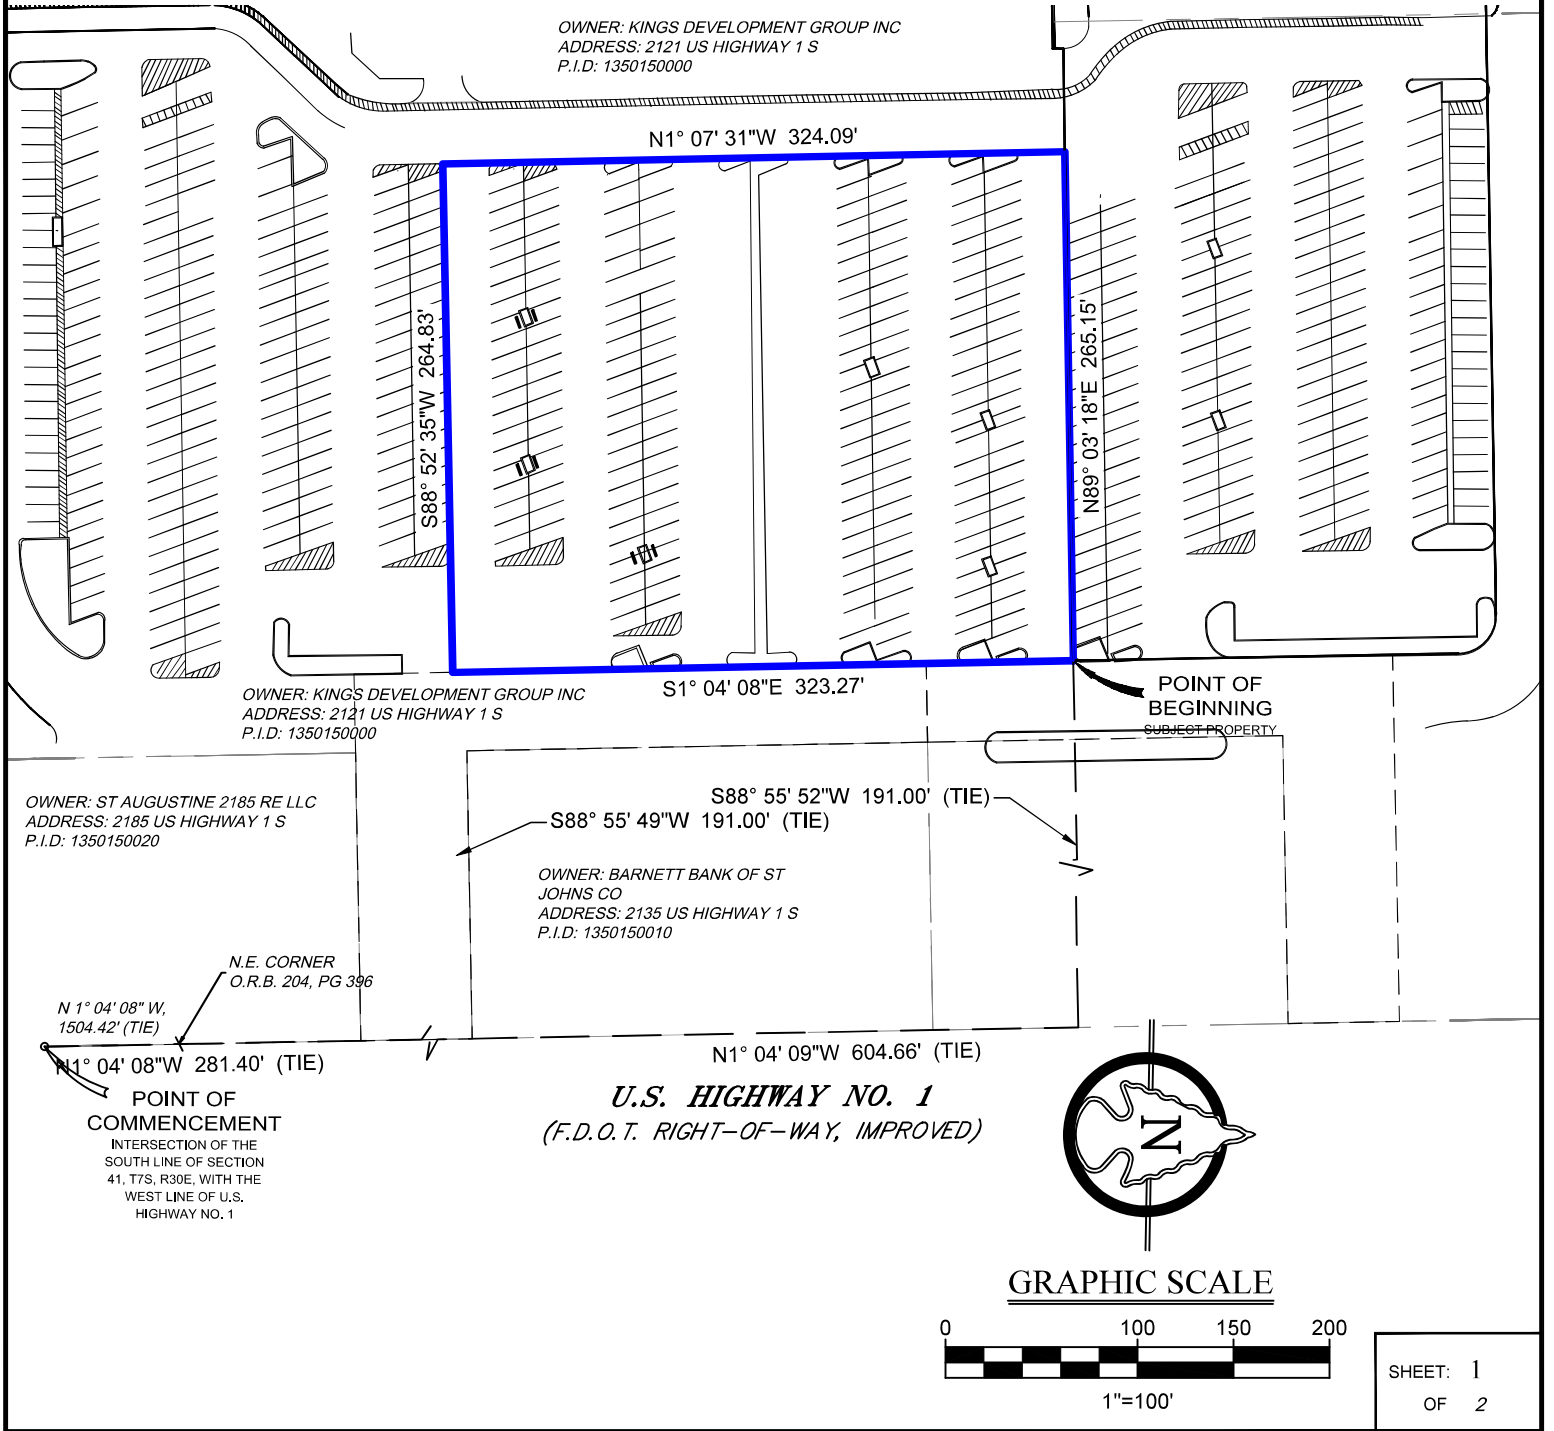 OWNER: KINGS DEVELOPMENT GROUP INC
ADDRESS: 2121 US HIGHWAY 1 S
P.I.D: 1350150000
N1° 07' 31"W 324.09'
S88° 52' 35"W 264.83'
N89° 03' 18"E 265.15'
S1° 04' 08"E 323.27'
POINT OF
BEGINNING
SUBJECT PROPERTY
OWNER: KINGS DEVELOPMENT GROUP INC
ADDRESS: 2121 US HIGHWAY 1 S
P.I.D: 1350150000
OWNER: ST AUGUSTINE 2185 RE LLC
ADDRESS: 2185 US HIGHWAY 1 S
P.I.D: 1350150020
S88° 55' 52"W 191.00' (TIE)
S88° 55' 49"W 191.00' (TIE)
OWNER: BARNETT BANK OF ST
JOHNS CO
ADDRESS: 2135 US HIGHWAY 1 S
P.I.D: 1350150010
N.E. CORNER
O.R.B. 204, PG 396
N 1° 04' 08" W,
1504.42' (TIE)
N1° 04' 08"W 281.40' (TIE)
N1° 04' 09"W 604.66' (TIE)
POINT OF
COMMENCEMENT
INTERSECTION OF THE
SOUTH LINE OF SECTION
41, T7S, R30E, WITH THE
WEST LINE OF U.S.
HIGHWAY NO. 1
U.S. HIGHWAY NO. 1
(F.D.O.T. RIGHT-OF-WAY, IMPROVED)
N
GRAPHIC SCALE
0 100 150 200
1"=100'
SHEET: 1
OF 2